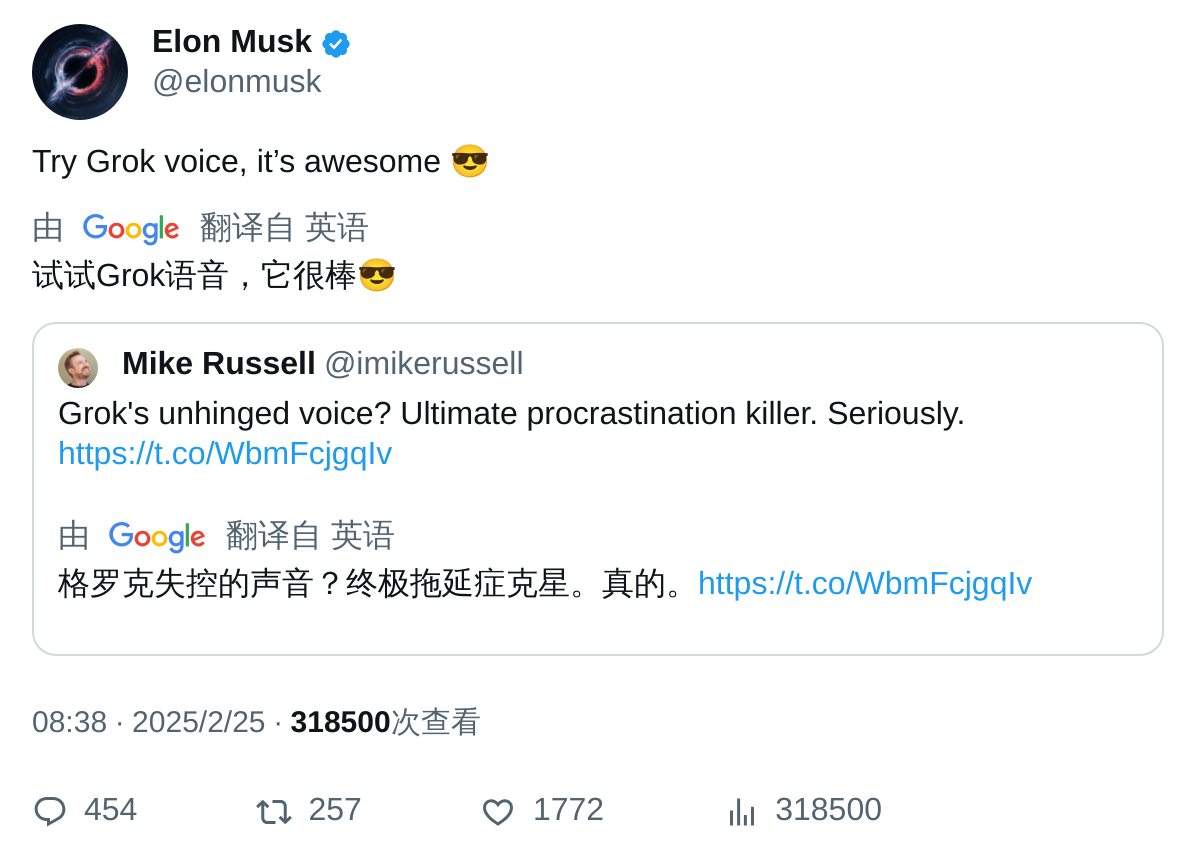 Elon Musk
@elonmusk
Try Grok voice, it’s awesome 😎
由 Google 翻译自 英语
试试Grok语音，它很棒😎
Mike Russell @imikerussell
Grok's unhinged voice? Ultimate procrastination killer. Seriously.
https://t.co/WbmFcjgqIv
由 Google 翻译自 英语
格罗克失控的声音？终极拖延症克星。真的。https://t.co/WbmFcjgqIv
08:38 · 2025/2/25 · 318500次查看
454 257 1772 318500